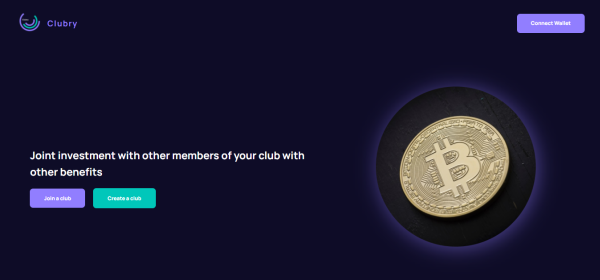 Clubry
Connect Wallet
Joint investment with other members of your club with
other benefits
Join a club
Create a club